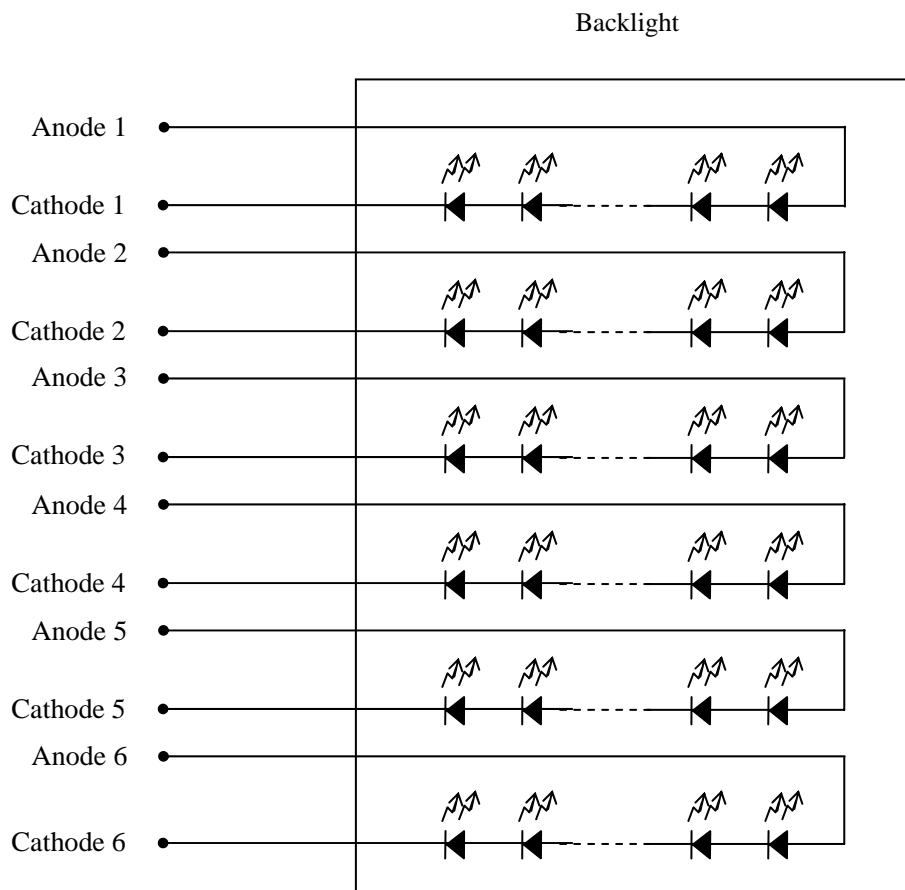 Backlight
Anode 1
Cathode 1
Anode 2
Cathode 2
Anode 3
Cathode 3
Anode 4
Cathode 4
Anode 5
Cathode 5
Anode 6
Cathode 6